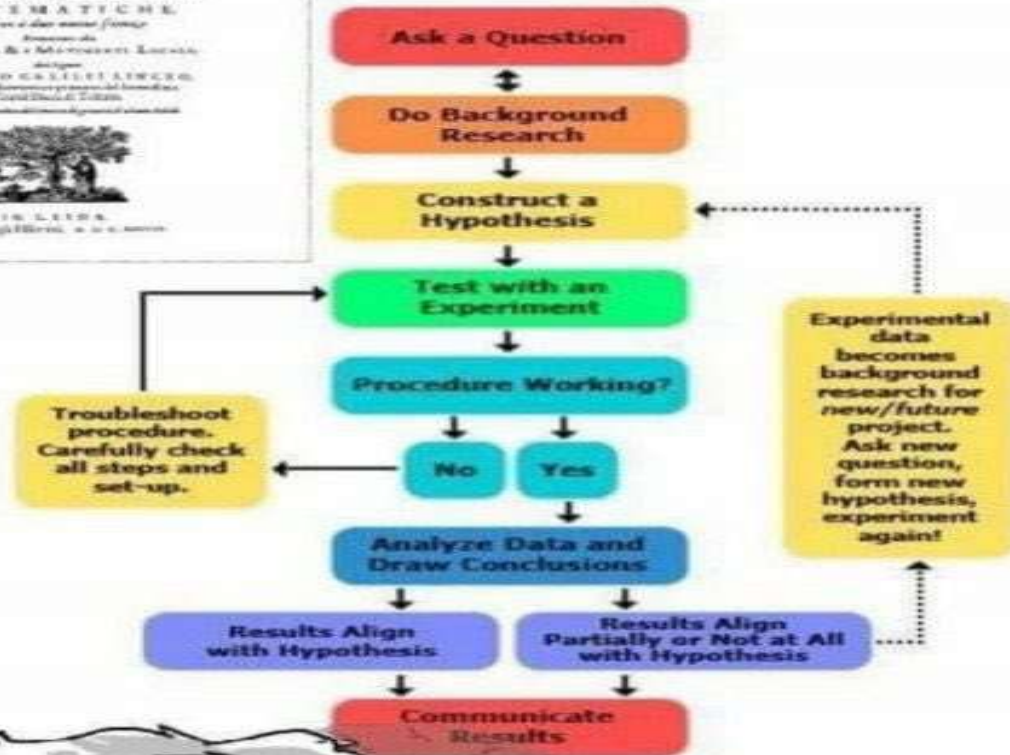 Ask a Question
Do Background
Research
Construct a
Hypothesis
Test with an
Experiment
Procedure Working?
No
Yes
Troubleshoot
procedure.
Carefully check
all steps and
set-up.
Analyze Data and
Draw Conclusions
Results Align
with Hypothesis
Results Align
Partially or Not at All
with Hypothesis
Communicate
Results
Experimental
data
becomes
background
research for
new/future
project.
Ask new
question,
form new
hypothesis,
experiment
again!